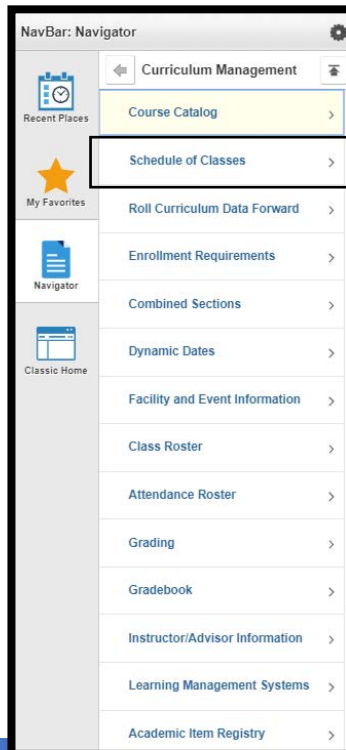 NavBar: Navigator
Recent Places
My Favorites
Navigator
Classic Home
Curriculum Management
Course Catalog
Schedule of Classes
Roll Curriculum Data Forward
Enrollment Requirements
Combined Sections
Dynamic Dates
Facility and Event Information
Class Roster
Attendance Roster
Grading
Gradebook
Instructor/Advisor Information
Learning Management Systems
Academic Item Registry